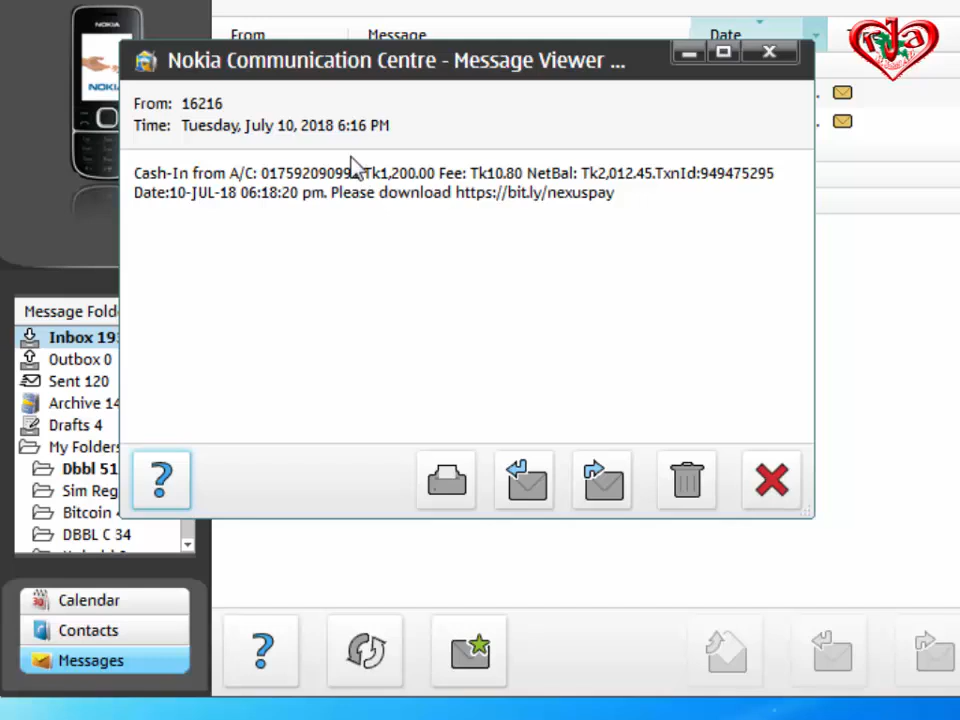 NOKIA
NOKIA
From
Message
Date
Nokia Communication Centre - Message Viewer ...
From: 16216
Time: Tuesday, July 10, 2018 6:16 PM
Cash-In from A/C: 01759209099 Tk1,200.00 Fee: Tk10.80 NetBal: Tk2,012.45.TxnId:949475295
Date:10-JUL-18 06:18:20 pm. Please download https://bit.ly/nexuspay
Message Fold
Inbox 19
Outbox 0
Sent 120
Archive 14
Drafts 4
My Folders
Dbbl 51
Sim Reg
Bitcoin
DBBL C 34
Calendar
Contacts
Messages